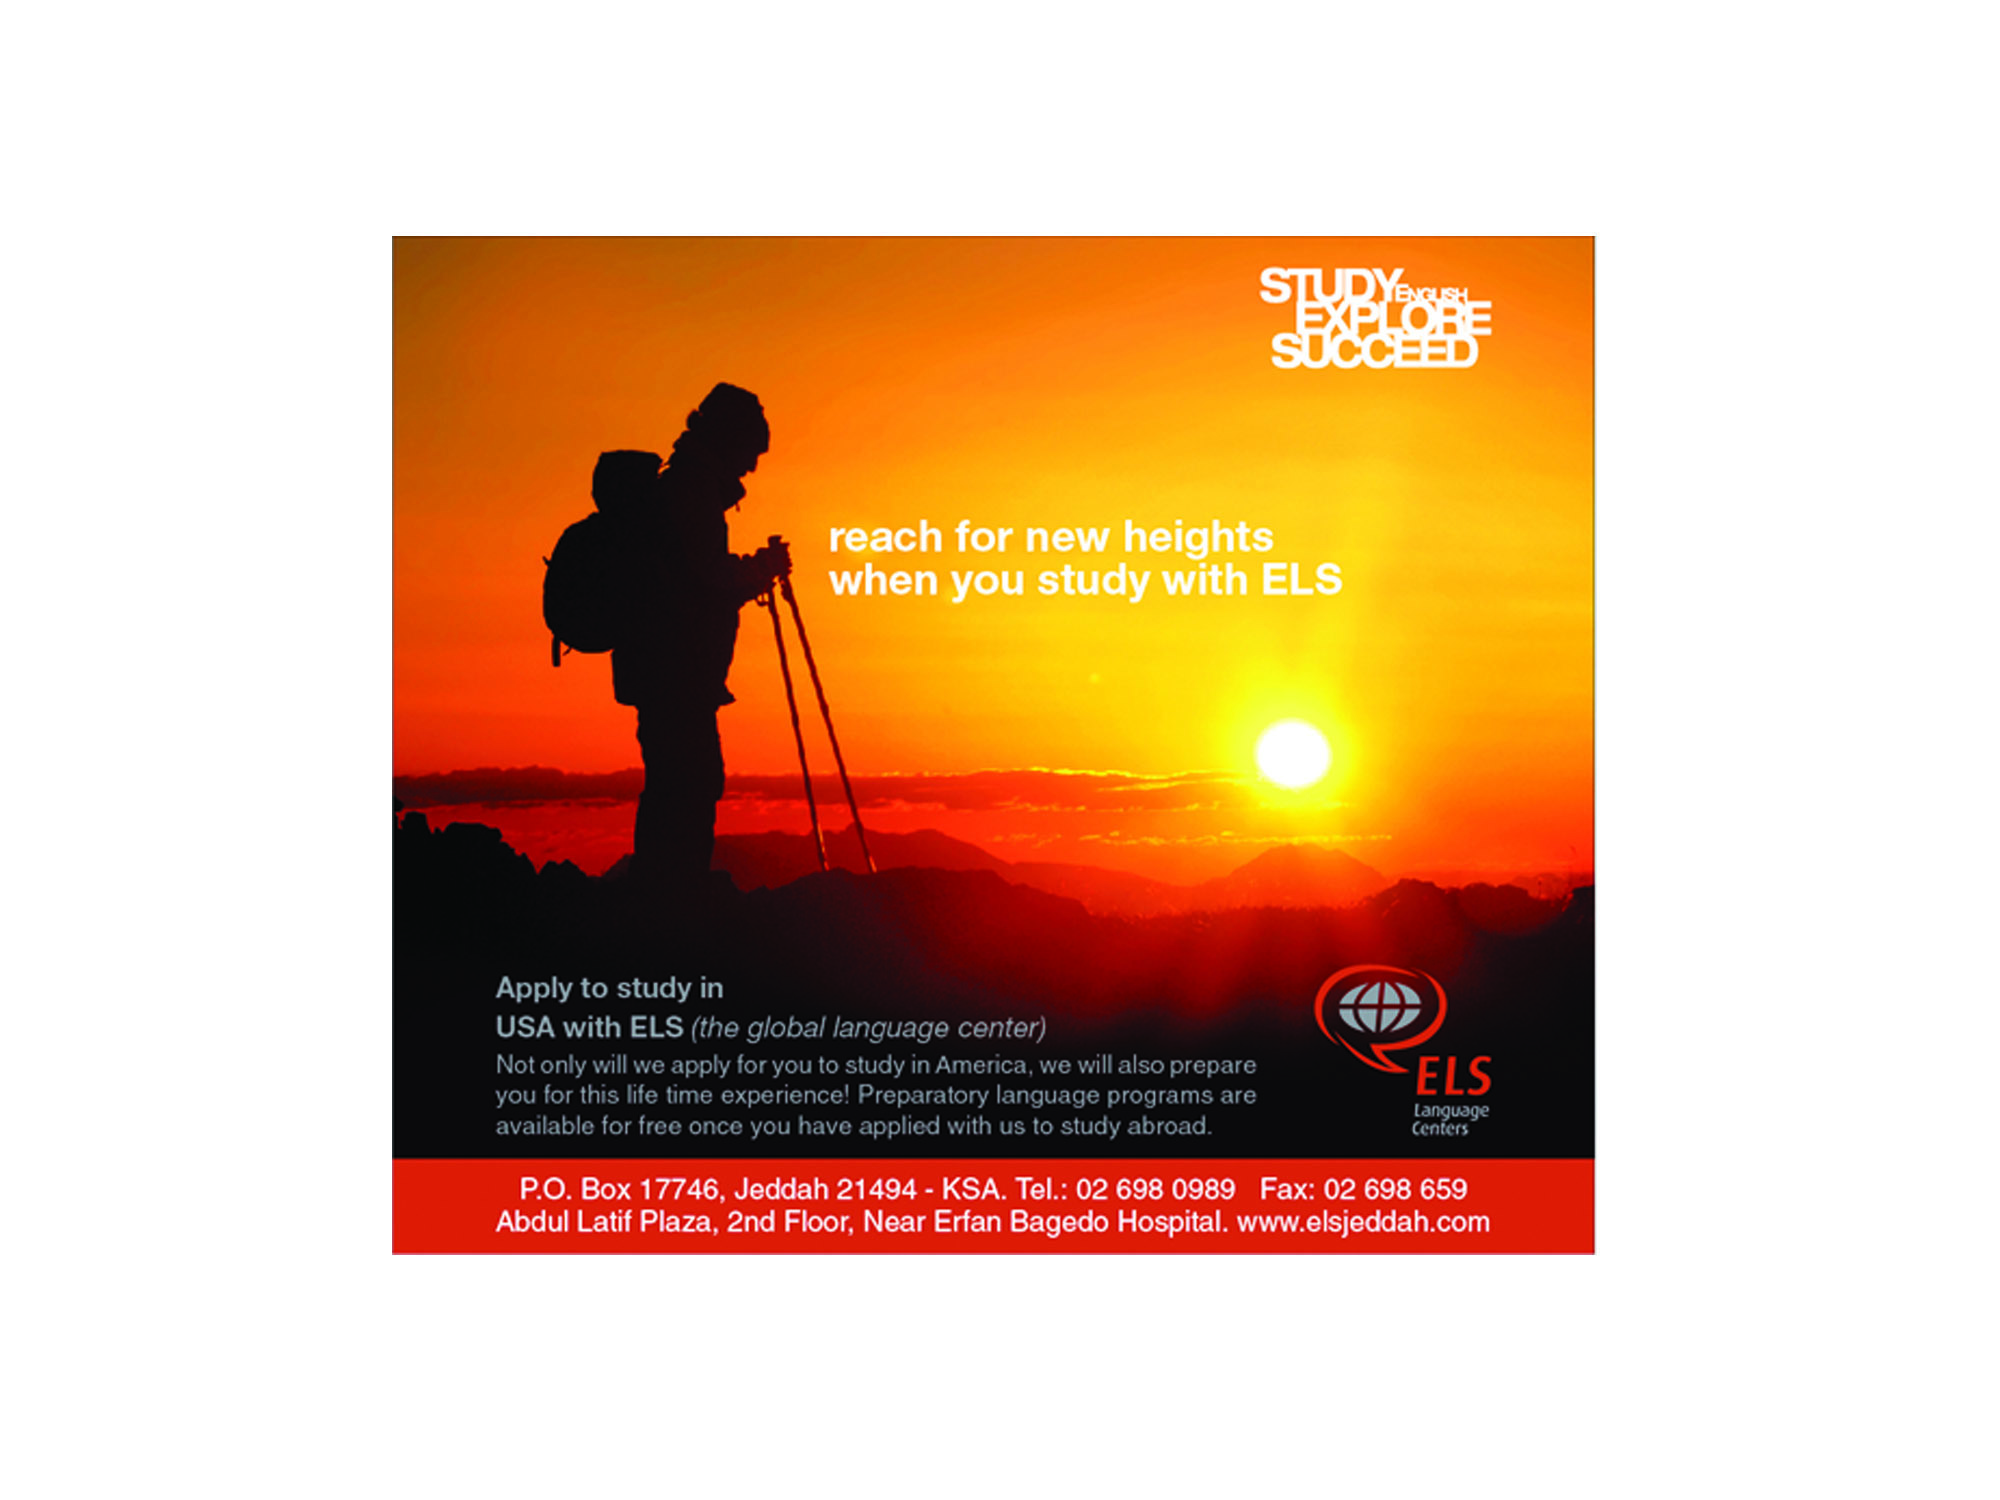 STUDY ENGLISH
EXPLORE
SUCCEED
reach for new heights
when you study with ELS
Apply to study in
USA with ELS (the global language center)
Not only will we apply for you to study in America, we will also prepare
you for this life time experience! Preparatory language programs are
available for free once you have applied with us to study abroad.
ELS
Language
Centers
P.O. Box 17746, Jeddah 21494 - KSA. Tel.: 02 698 0989 Fax: 02 698 659
Abdul Latif Plaza, 2nd Floor, Near Erfan Bagedo Hospital. www.elsjeddah.com